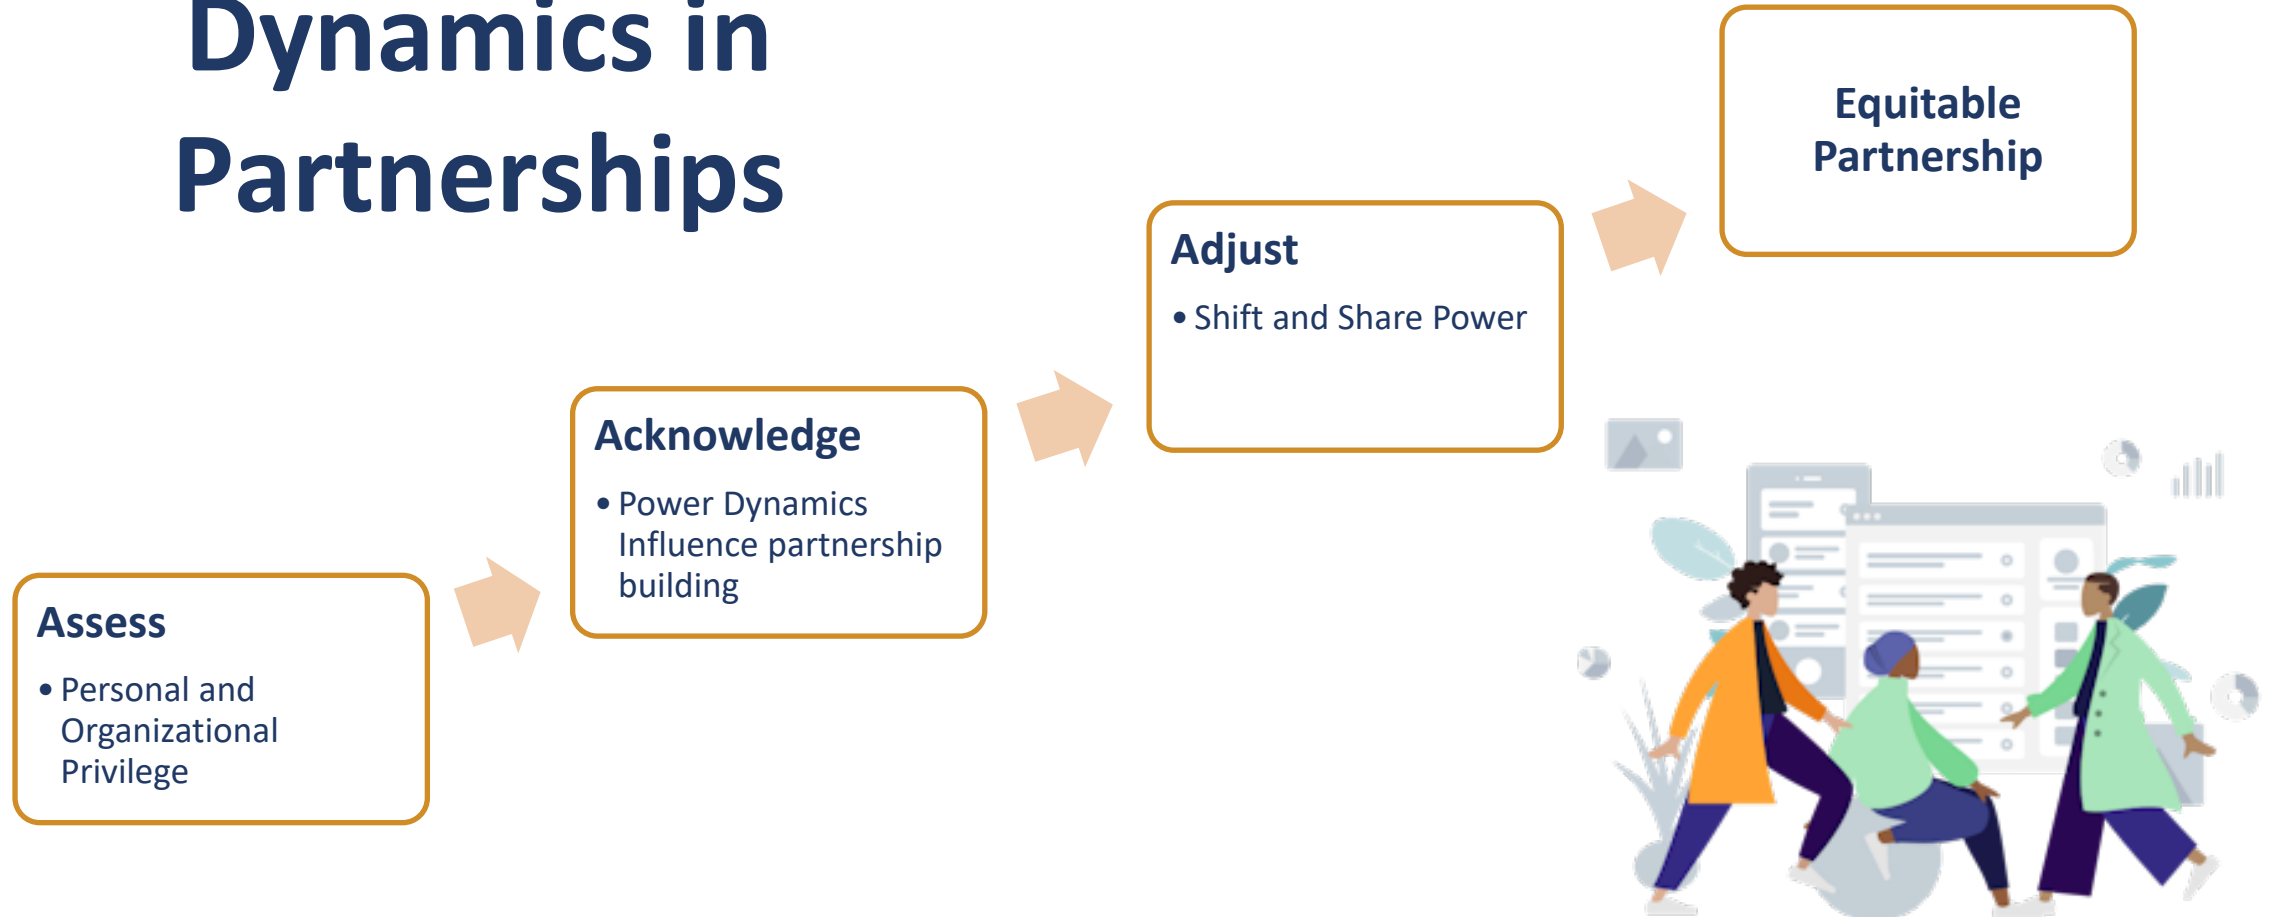 Dynamics in
Partnerships
Assess
• Personal and
Organizational
Privilege
Acknowledge
• Power Dynamics
Influence partnership
building
Adjust
• Shift and Share Power
Equitable
Partnership